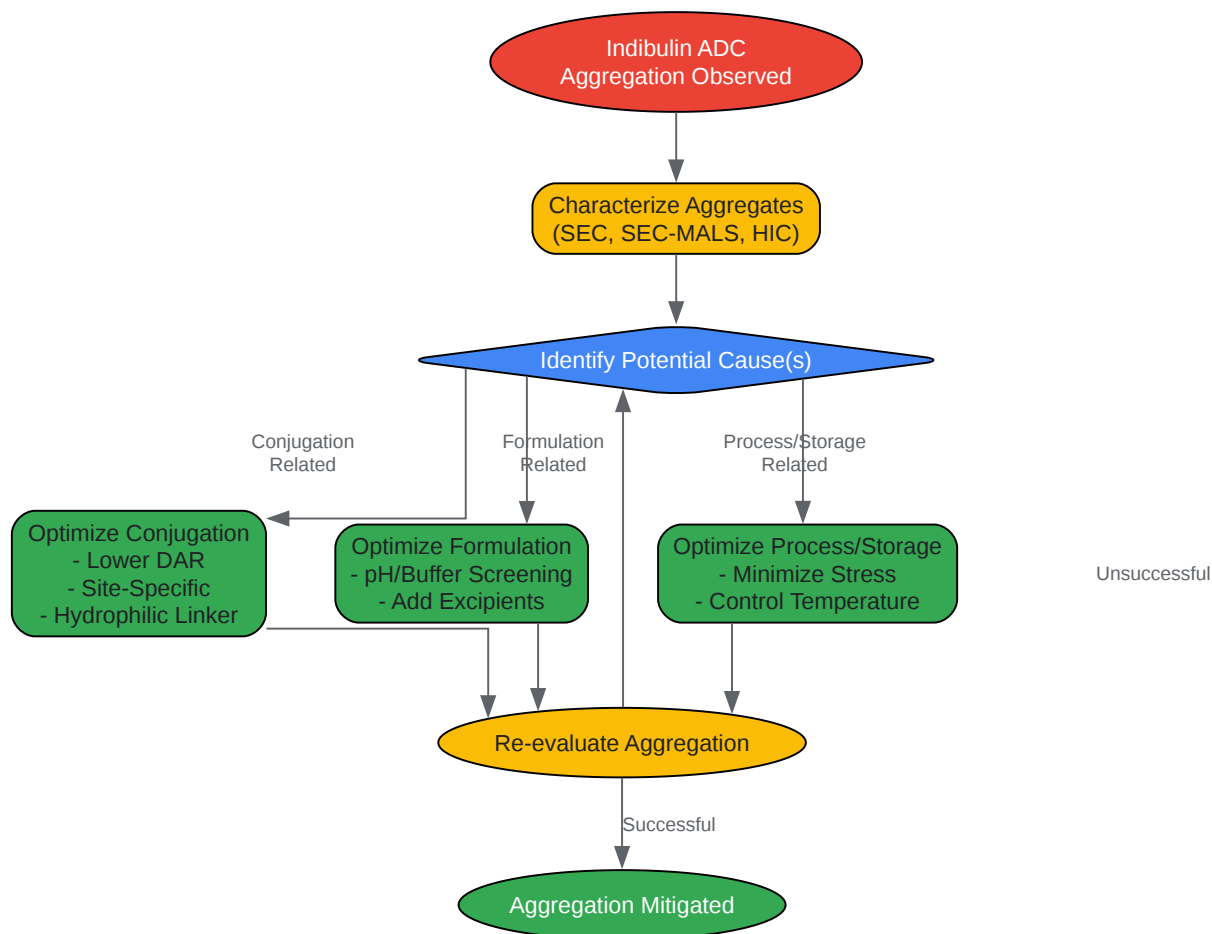 Indibulin ADC
Aggregation Observed
Characterize Aggregates
(SEC, SEC-MALS, HIC)
Identify Potential Cause(s)
Conjugation
Related
Formulation
Related
Process/Storage
Related
Optimize Conjugation
- Lower DAR
- Site-Specific
- Hydrophilic Linker
Optimize Formulation
- pH/Buffer Screening
- Add Excipients
Optimize Process/Storage
- Minimize Stress
- Control Temperature
Unsuccessful
Re-evaluate Aggregation
Successful
Aggregation Mitigated